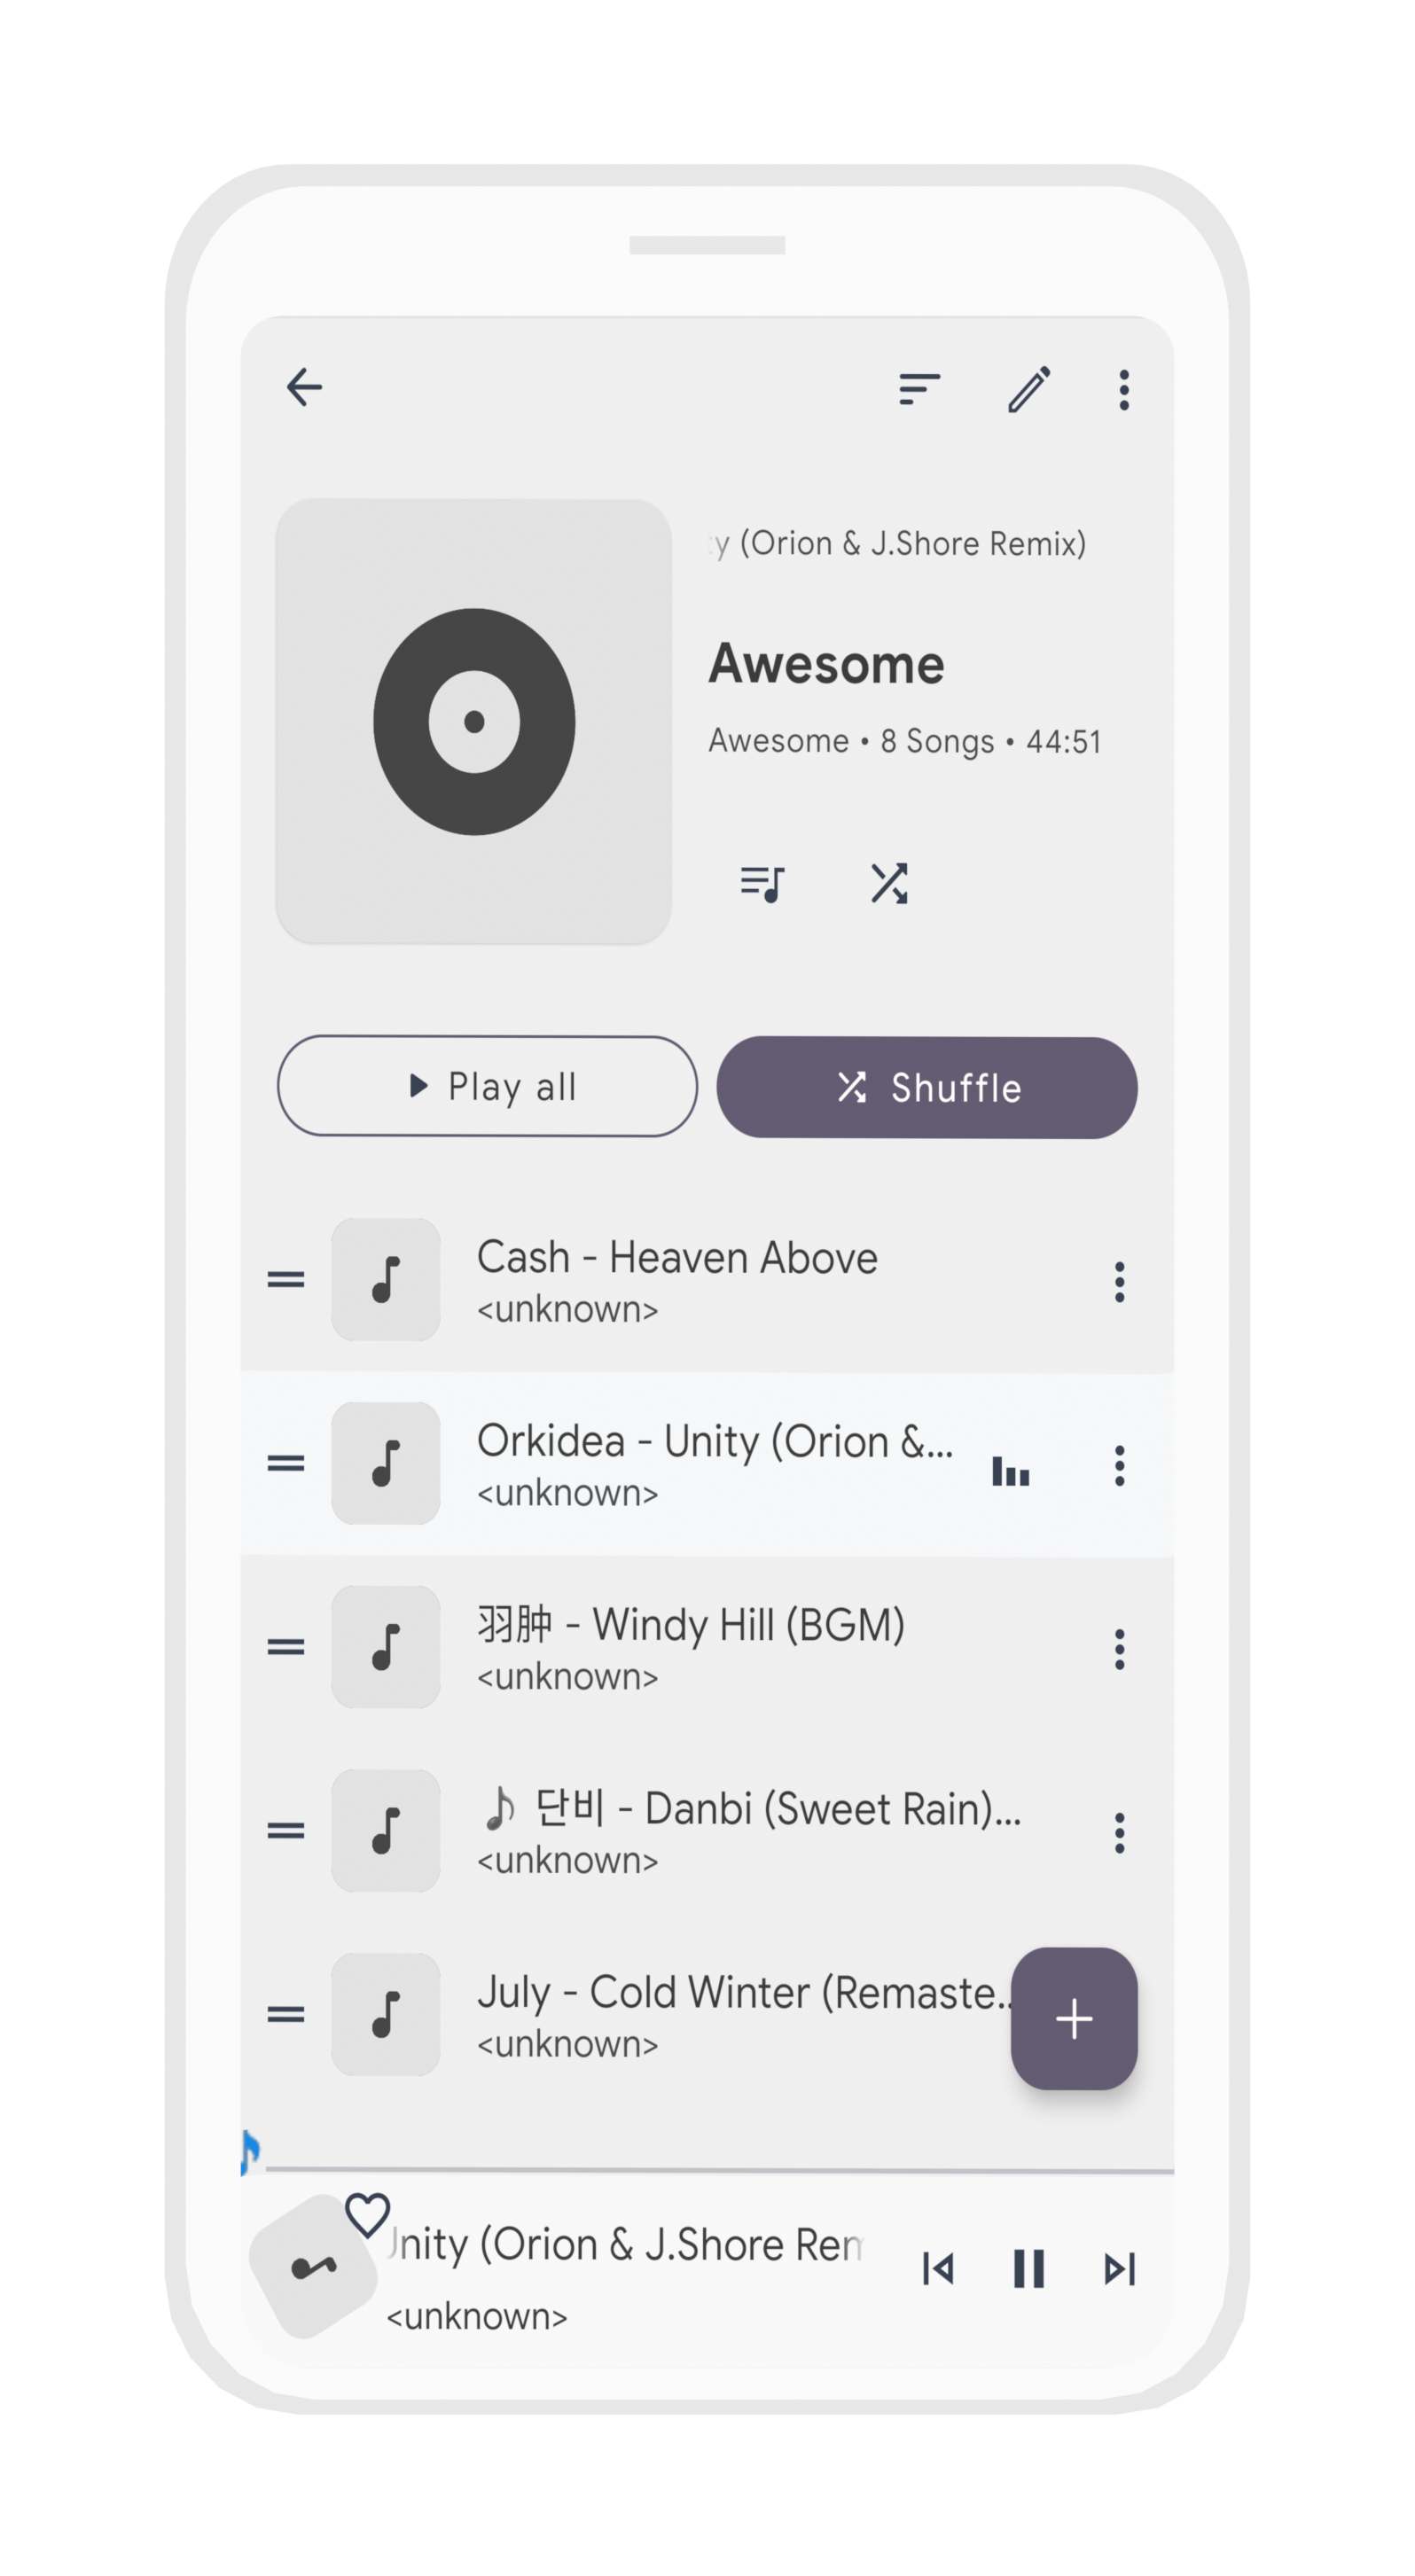 y (Orion & J.Shore Remix)
Awesome
Awesome • 8 Songs • 44:51
Play all
Shuffle
Cash - Heaven Above
<unknown>
Orkidea - Unity (Orion &...
<unknown>
羽肿 - Windy Hill (BGM)
<unknown>
🎵 단비 - Danbi (Sweet Rain)...
<unknown>
July - Cold Winter (Remaste..
<unknown>
nity (Orion & J.Shore Rem
<unknown>